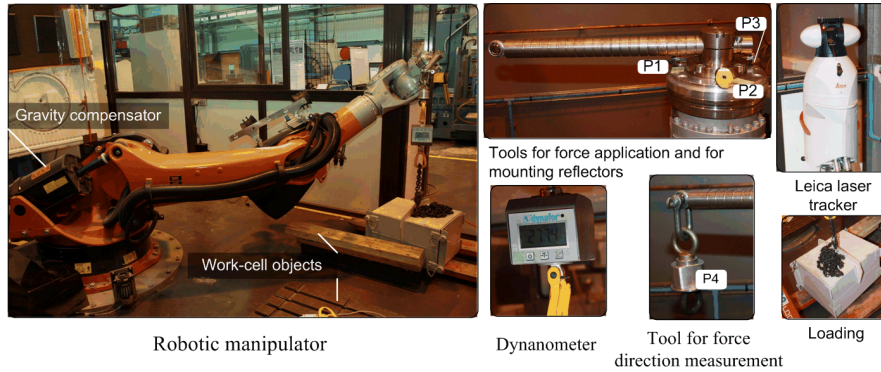 Gravity compensator
Work-cell objects
Robotic manipulator
P1
P2
P3
Tools for force application and for
mounting reflectors
Leica laser
tracker
dynafor
Dynanometer
P4
Tool for force
direction measurement
Loading